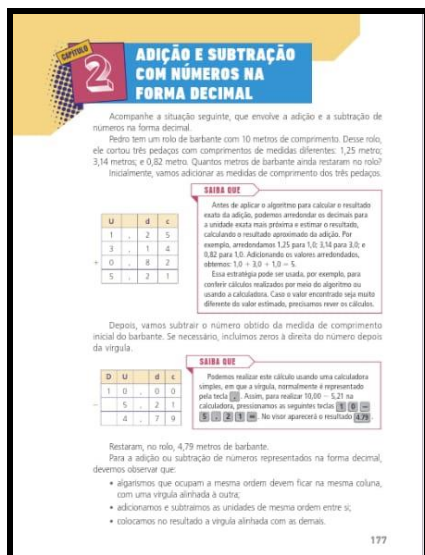 CAPÍTULO
2
ADIÇÃO E SUBTRAÇÃO
COM NÚMEROS NA
FORMA DECIMAL
Acompanhe a situação seguinte, que envolve a adição e a subtração de
números na forma decimal.
Pedro tem um rolo de barbante com 10 metros de comprimento. Desse rolo,
ele cortou três pedaços com comprimentos de medidas diferentes: 1,25 metro;
3,14 metros; e 0,82 metro. Quantos metros de barbante ainda restaram no rolo?
Inicialmente, vamos adicionar as medidas de comprimento dos três pedaços.
U d c
1 , 2 5
3 , 1 4
+ 0 , 8 2
5 , 2 1
SAIBA QUE
Antes de aplicar o algoritmo para calcular o resultado
exato da adição, podemos arredondar os decimais para
a unidade exata mais próxima e estimar o resultado,
calculando o resultado aproximado da adição. Por
exemplo, arredondamos 1,25 para 1,0; 3,14 para 3,0; e
0,82 para 1,0. Adicionando os valores arredondados,
obtemos: 1,0 + 3,0 + 1,0 = 5.
Essa estratégia pode ser usada, por exemplo, para
conferir cálculos realizados por meio do algoritmo ou
usando a calculadora. Caso o valor encontrado seja muito
diferente do valor estimado, precisamos rever os cálculos.
Depois, vamos subtrair o número obtido da medida de comprimento
inicial do barbante. Se necessário, incluímos zeros à direita do número depois
da vírgula.
D U d c
1 0 , 0 0
− 5 , 2 1
4 , 7 9
SAIBA QUE
Podemos realizar este cálculo usando uma calculadora
simples, em que a vírgula, normalmente é representado
pela tecla . . Assim, para realizar 10,00 − 5,21 na
calculadora, pressionamos as seguintes teclas 1 0 −
5 . 2 1 = . No visor aparecerá o resultado 4.79 .
Restaram, no rolo, 4,79 metros de barbante.
Para a adição ou subtração de números representados na forma decimal,
devemos observar que:
• algarismos que ocupam a mesma ordem devem ficar na mesma coluna,
com uma vírgula alinhada à outra;
• adicionamos e subtraímos as unidades de mesma ordem entre si;
• colocamos no resultado a vírgula alinhada com as demais.
177